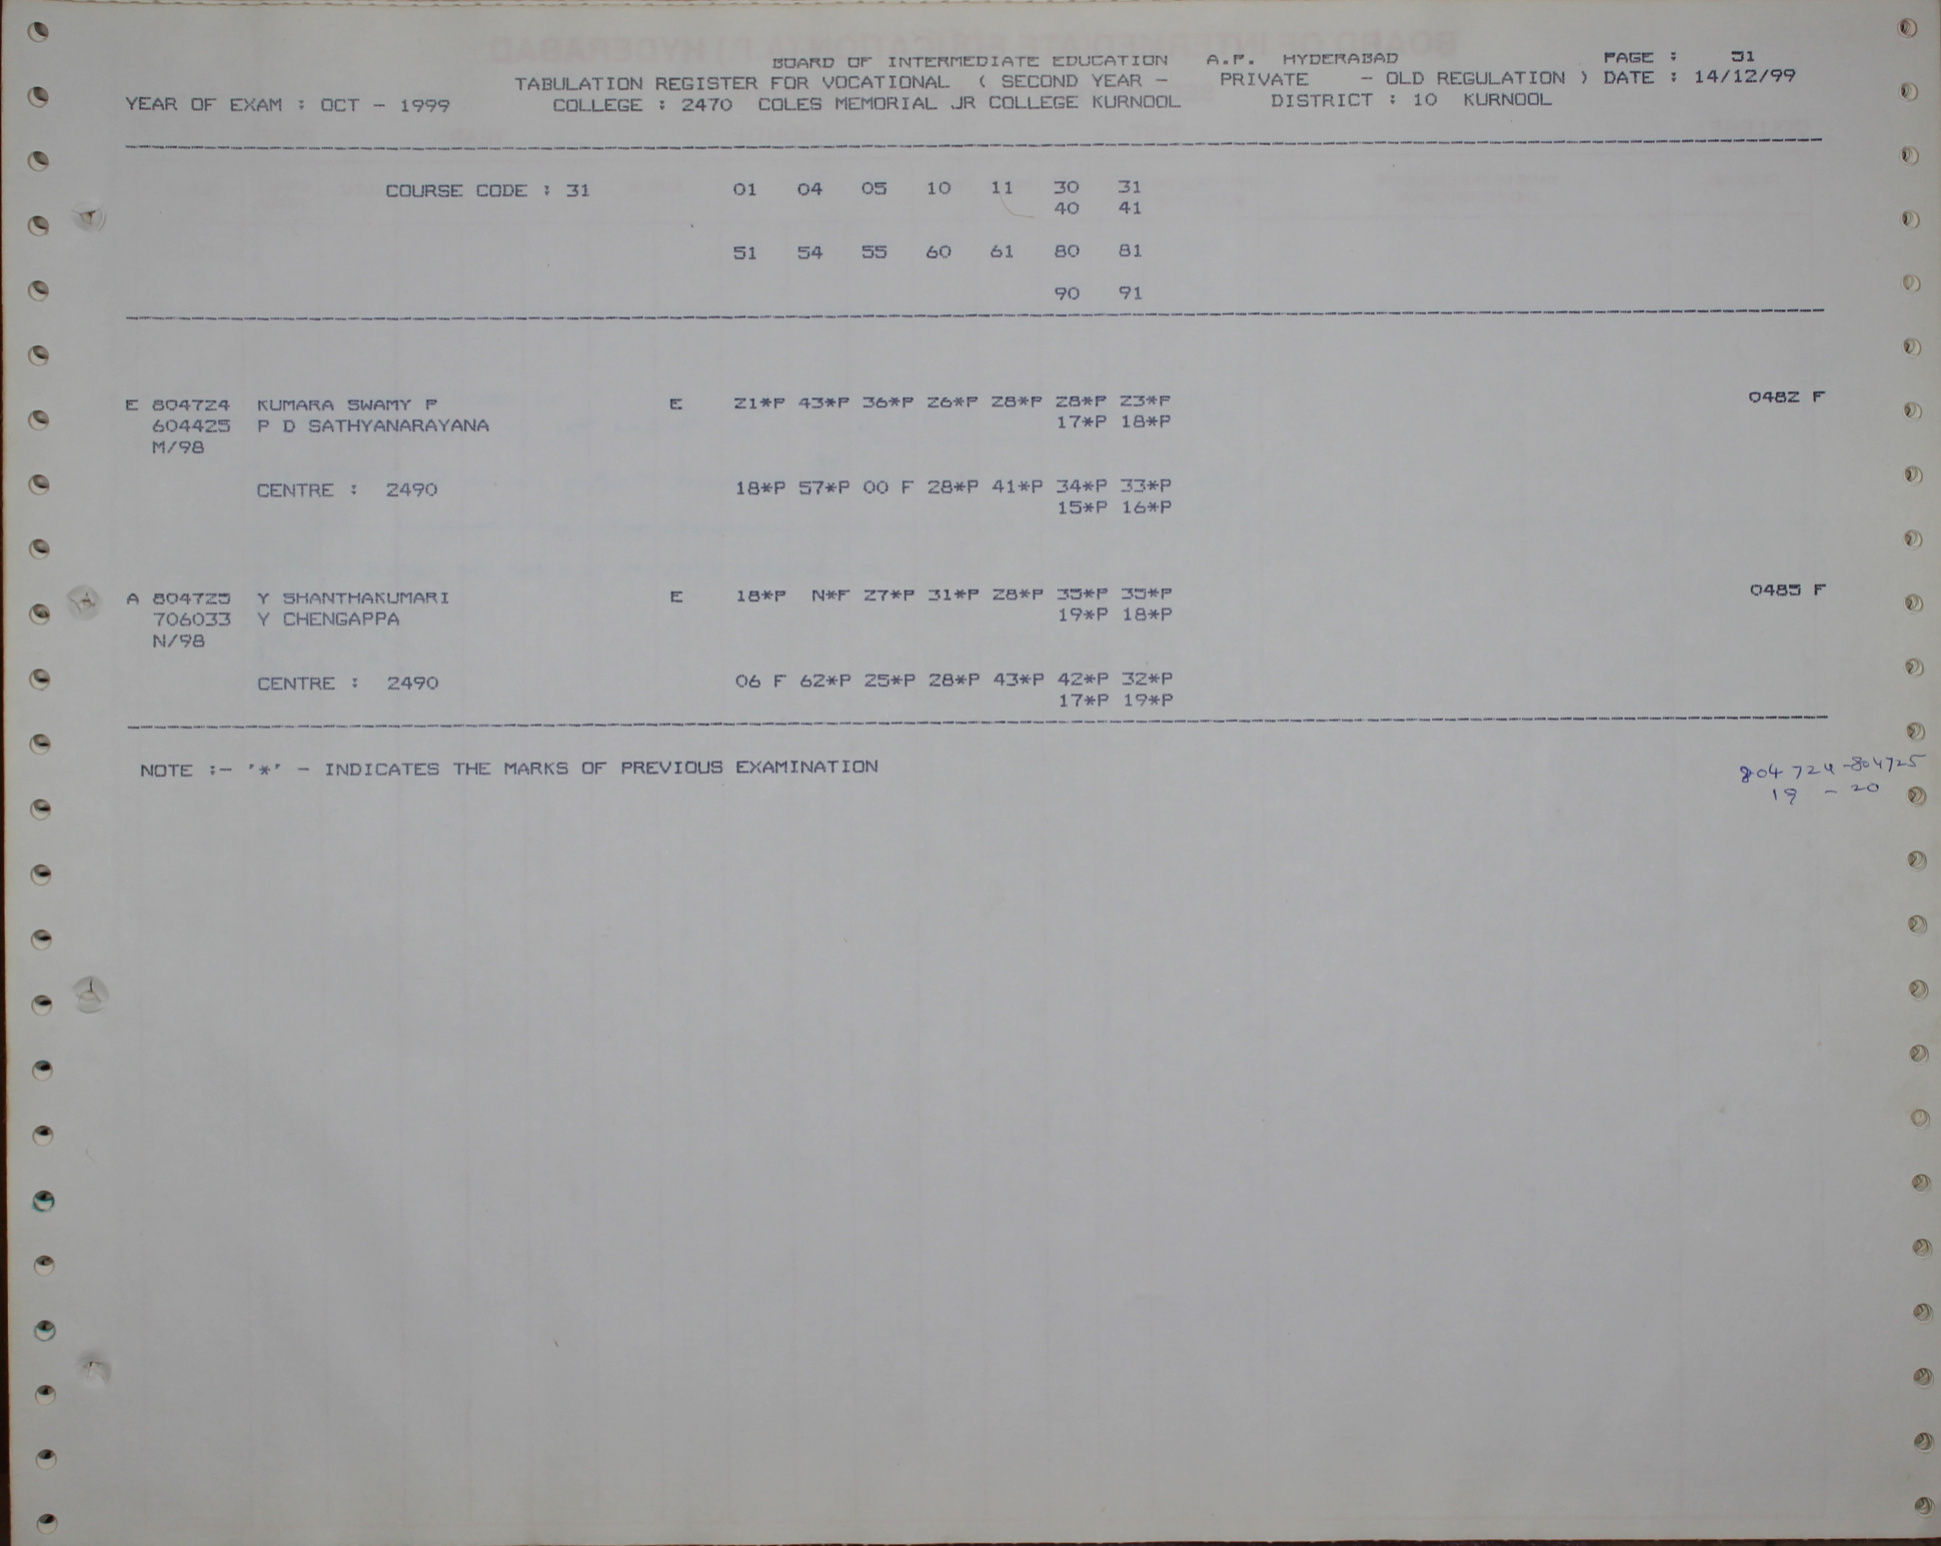 BOARD OF INTERMEDIATE EDUCATION A.P. HYDERABAD PAGE : 31
TABULATION REGISTER FOR VOCATIONAL ( SECOND YEAR - PRIVATE - OLD REGULATION ) DATE : 14/12/99
YEAR OF EXAM : OCT - 1999 COLLEGE : 2470 COLES MEMORIAL JR COLLEGE KURNOOL DISTRICT : 10 KURNOOL
COURSE CODE : 31 01 04 05 10 11 30 31
40 41
51 54 55 60 61 80 81
90 91
E 804724 KUMARA SWAMY P E 21*P 43*P 36*P 26*P 28*P 28*P 23*P 0482 F
604425 P D SATHYANARAYANA 17*P 18*P
M/98
CENTRE : 2490 18*P 57*P 00 F 28*P 41*P 34*P 33*P
15*P 16*P
A 804725 Y SHANTHAKUMARI E 18*P N*F 27*P 31*P 28*P 35*P 35*P 0485 F
706033 Y CHENGAPPA 19*P 18*P
N/98
CENTRE : 2490 06 F 62*P 25*P 28*P 43*P 42*P 32*P
17*P 19*P
NOTE :- '*' - INDICATES THE MARKS OF PREVIOUS EXAMINATION
804724-804725
19 - 20